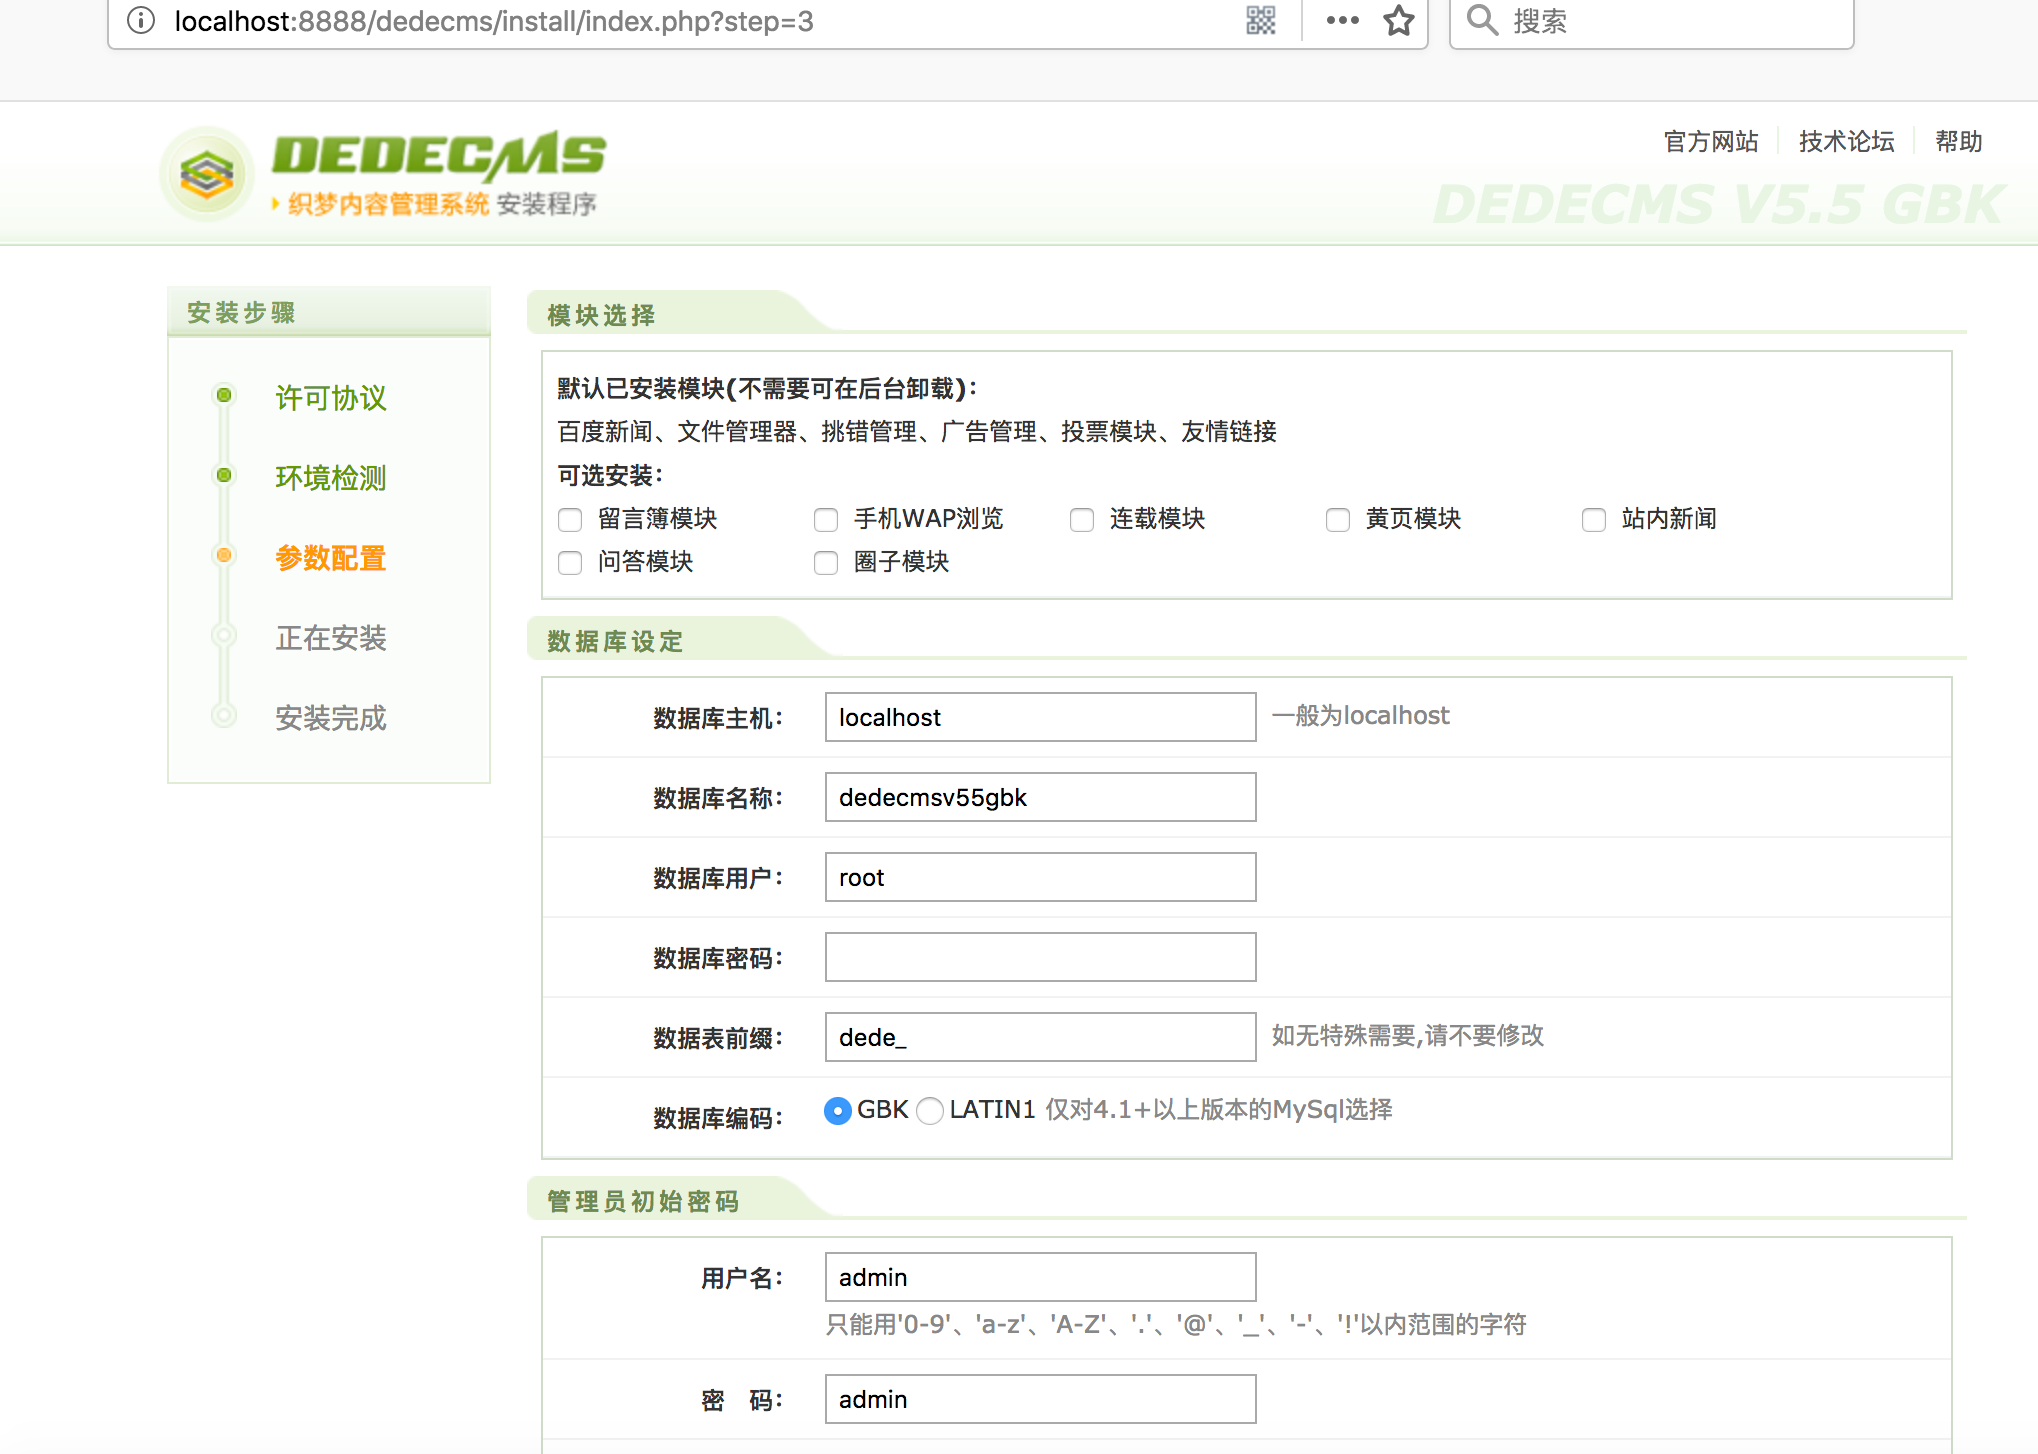 localhost:8888/dedecms/install/index.php?step=3
搜索
DEDECMS
织梦内容管理系统 安装程序
官方网站 技术论坛 帮助
DEDECMS V5.5 GBK
安装步骤
许可协议
环境检测
参数配置
正在安装
安装完成
模块选择
默认已安装模块(不需要可在后台卸载)：
百度新闻、文件管理器、挑错管理、广告管理、投票模块、友情链接
可选安装：
留言簿模块 手机WAP浏览 连载模块 黄页模块 站内新闻
问答模块 圈子模块
数据库设定
数据库主机： localhost 一般为localhost
数据库名称： dedecmsv55gbk
数据库用户： root
数据库密码：
数据表前缀： dede_ 如无特殊需要,请不要修改
数据库编码： GBK LATIN1 仅对4.1+以上版本的MySql选择
管理员初始密码
用户名： admin
只能用'0-9'、'a-z'、'A-Z'、'.'、'@'、'_'、'-'、'!'以内范围的字符
密 码： admin